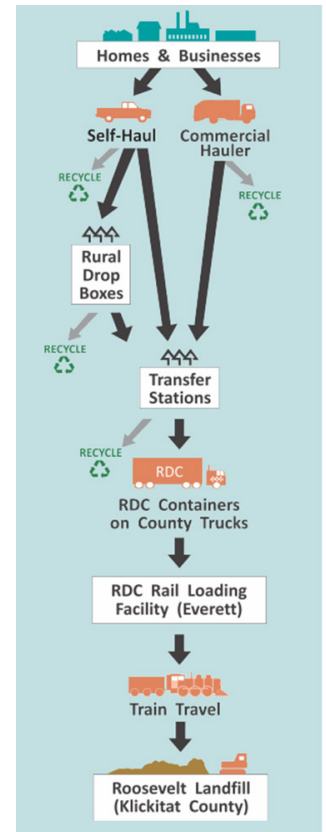 Homes & Businesses
Self-Haul
Commercial
Hauler
RECYCLE
RECYCLE
Rural
Drop
Boxes
RECYCLE
Transfer
Stations
RECYCLE
RDC
RDC Containers
on County Trucks
RDC Rail Loading
Facility (Everett)
Train Travel
Roosevelt Landfill
(Klickitat County)